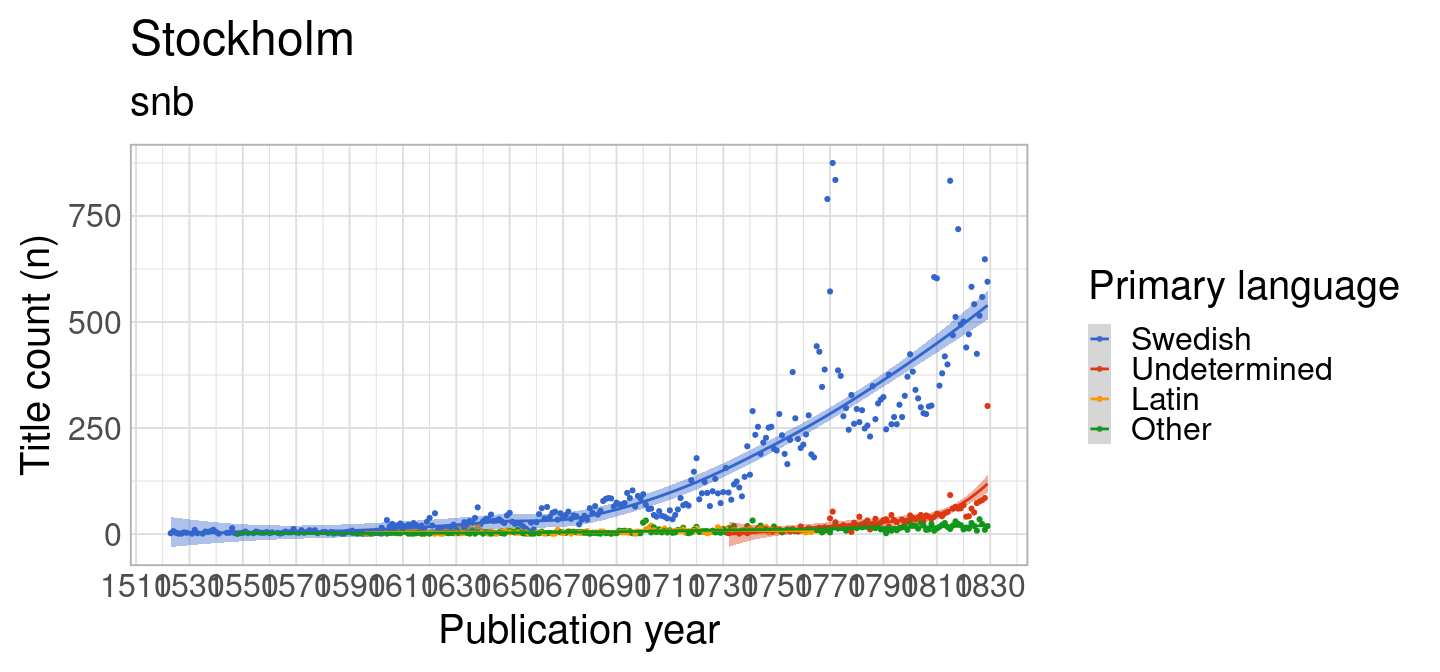 Stockholm
snb
Title count (n)
750
500
250
0
1510 1530 1550 1570 1590 1610 1630 1650 1670 1690 1710 1730 1750 1770 1790 1810 1830
Publication year
Primary language
Swedish
Undetermined
Latin
Other